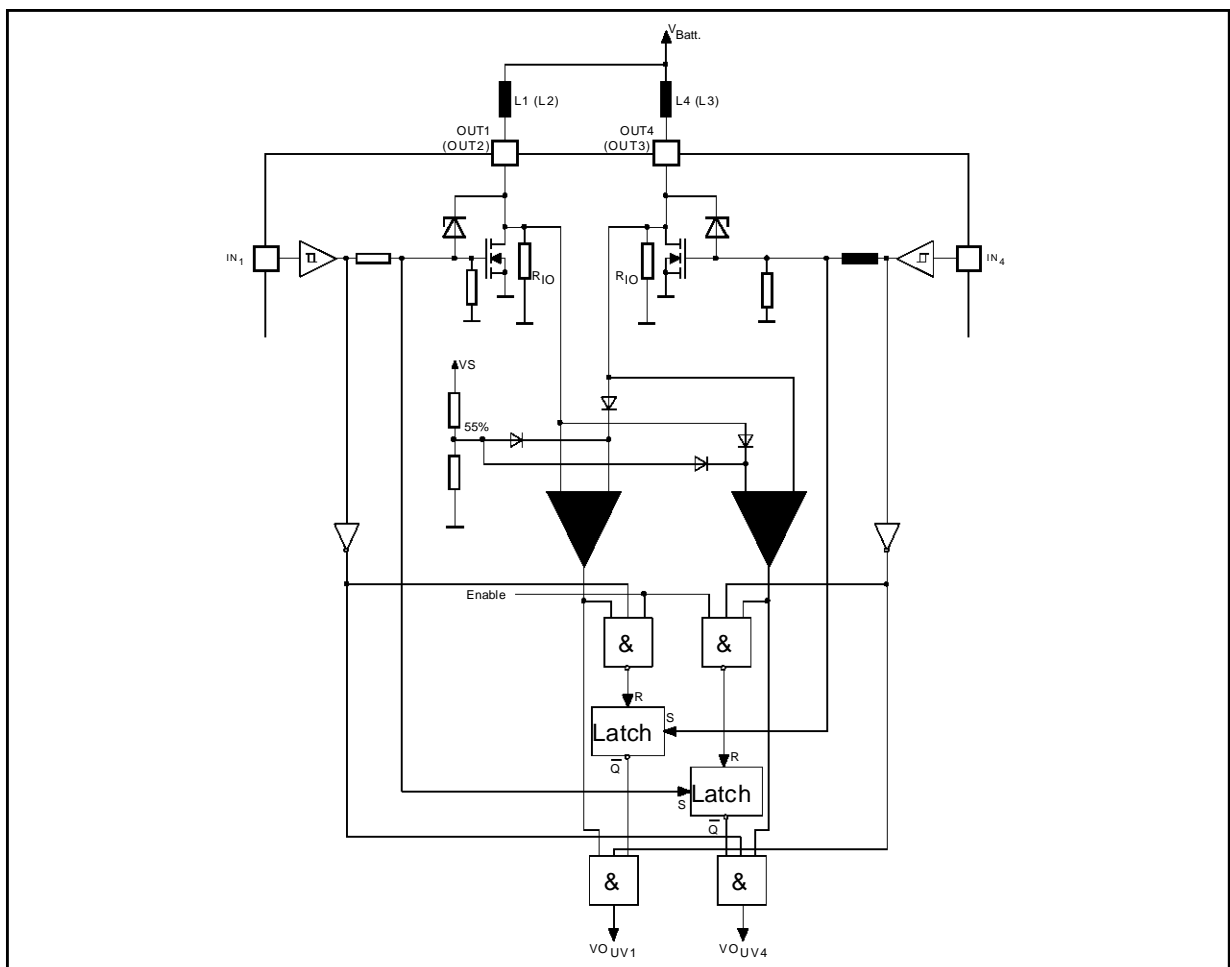 VBatt.
L1 (L2)
L4 (L3)
OUT1
(OUT2)
OUT4
(OUT3)
IN1
IN4
RIO
RIO
VS
55%
Enable
&
&
R
Latch
S
Q
R
Latch
S
Q
&
&
VOUV1
VOUV4